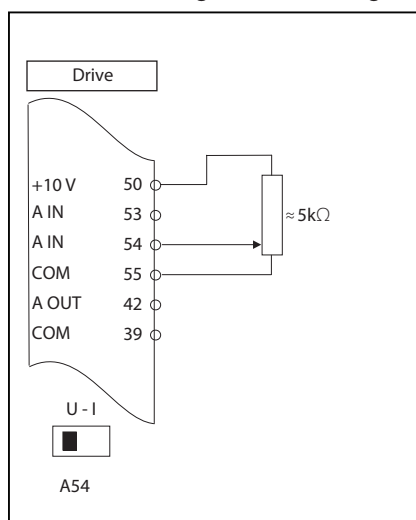 Drive
+10 V 50
A IN 53
A IN 54
COM 55
A OUT 42
COM 39
≈ 5kΩ
U - I
A54